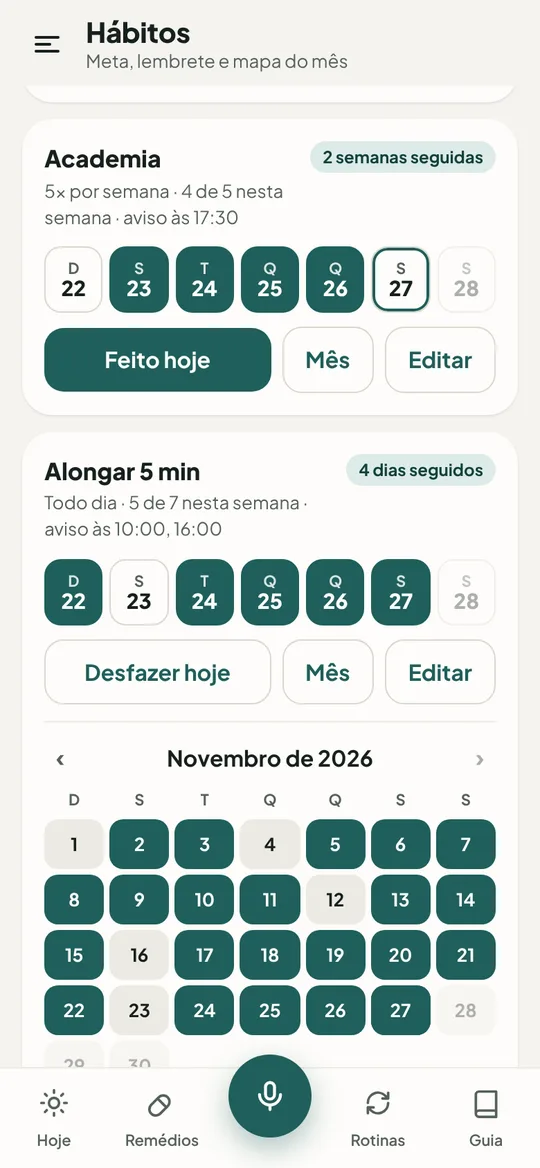 Hábitos
Meta, lembrete e mapa do mês
Academia
2 semanas seguidas
5× por semana · 4 de 5 nesta
semana · aviso às 17:30
D S T Q Q S S
22 23 24 25 26 27 28
Feito hoje Mês Editar
Alongar 5 min
4 dias seguidos
Todo dia · 5 de 7 nesta semana ·
aviso às 10:00, 16:00
D S T Q Q S S
22 23 24 25 26 27 28
Desfazer hoje Mês Editar
‹ Novembro de 2026 ›
D S T Q Q S S
1 2 3 4 5 6 7
8 9 10 11 12 13 14
15 16 17 18 19 20 21
22 23 24 25 26 27 28
29 30
Hoje Remédios Rotinas Guia